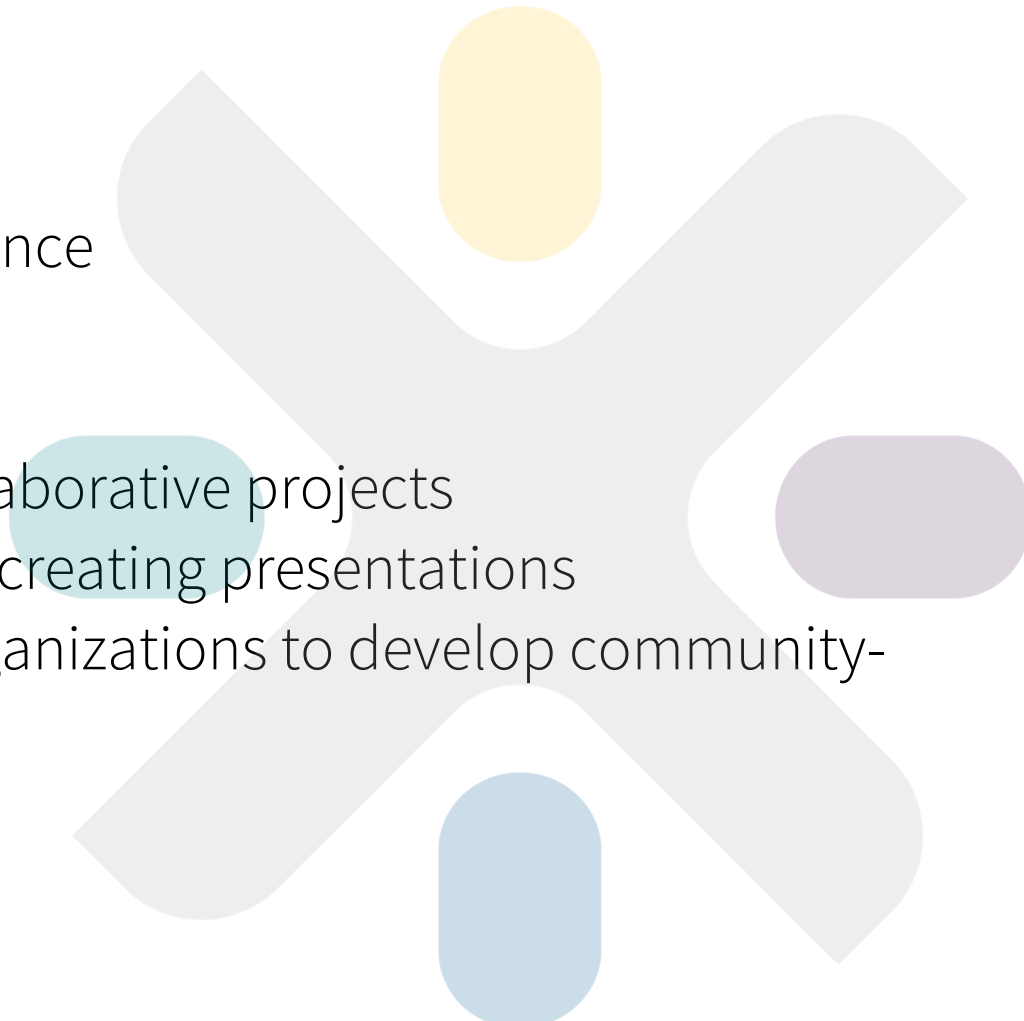 nce
aborative projects
creating presentations
ganizations to develop community-